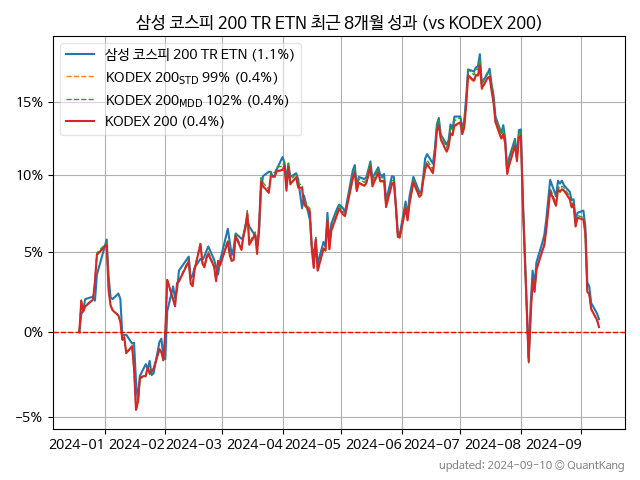 삼성 코스피 200 TR ETN 최근 8개월 성과 (vs KODEX 200)
삼성 코스피 200 TR ETN (1.1%)
KODEX 200STD 99% (0.4%)
KODEX 200MDD 102% (0.4%)
KODEX 200 (0.4%)
15%
10%
5%
0%
−5%
2024−01 2024−02 2024−03 2024−04 2024−05 2024−06 2024−07 2024−08 2024−09
updated: 2024-09-10 © QuantKang